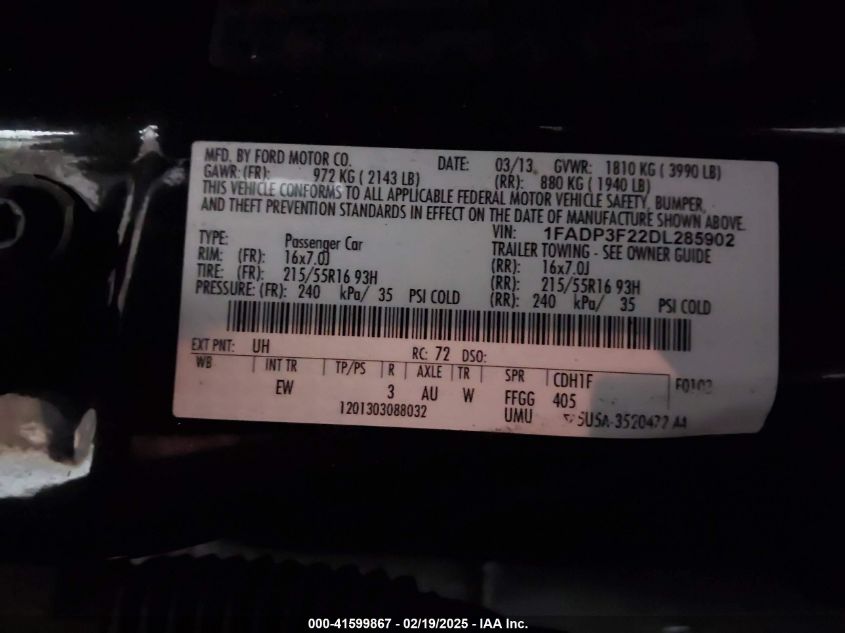 MFD. BY FORD MOTOR CO. DATE: 03/13 GVWR: 1810 KG ( 3990 LB)
GAWR: (FR): 972 KG ( 2143 LB) (RR): 880 KG ( 1940 LB)
THIS VEHICLE CONFORMS TO ALL APPLICABLE FEDERAL MOTOR VEHICLE SAFETY, BUMPER,
AND THEFT PREVENTION STANDARDS IN EFFECT ON THE DATE OF MANUFACTURE SHOWN ABOVE.
VIN: 1FADP3F22DL285902
TYPE: Passenger Car TRAILER TOWING - SEE OWNER GUIDE
RIM: (FR): 16x7.0J (RR): 16x7.0J
TIRE: (FR): 215/55R16 93H (RR): 215/55R16 93H
PRESSURE: (FR): 240 kPa/ 35 PSI COLD (RR): 240 kPa/ 35 PSI COLD
EXT PNT: UH RC: 72 DSO:
WB INT TR TP/PS R AXLE TR SPR CDH1F F0102
EW 3 AU W FFGG 405
1201303088032 UMU 5USA-3520472
000-41599867 - 02/19/2025 - IAA Inc.